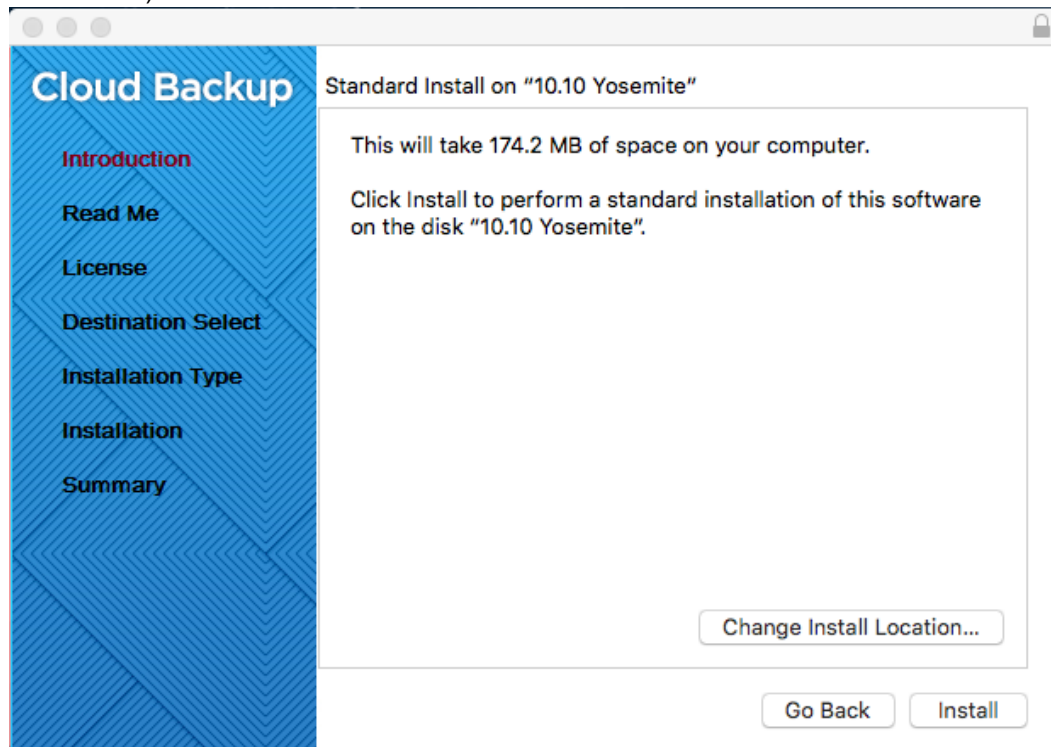 Cloud Backup
Introduction
Read Me
License
Destination Select
Installation Type
Installation
Summary
Standard Install on “10.10 Yosemite”
This will take 174.2 MB of space on your computer.
Click Install to perform a standard installation of this software
on the disk “10.10 Yosemite”.
Change Install Location...
Go Back
Install